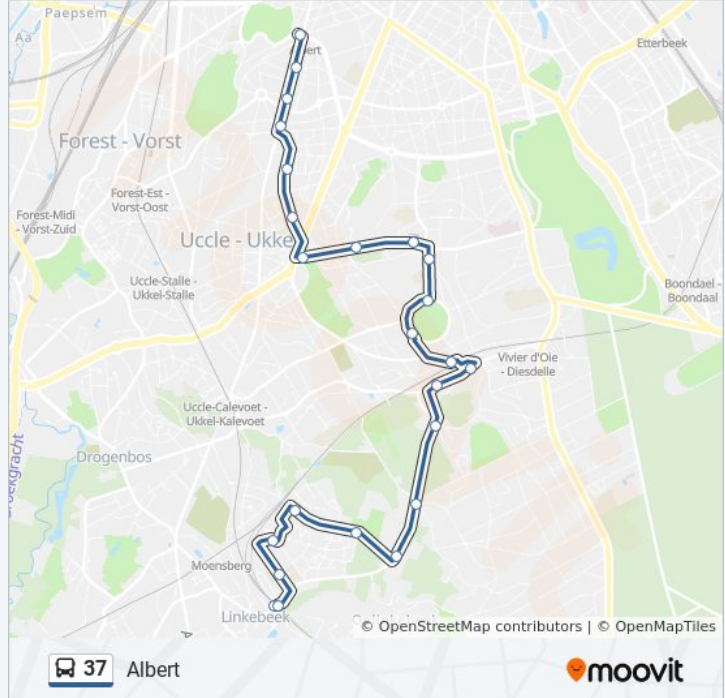 Paepsem
Aa
Etterbeek
Forest - Vorst
Forest-Est -
Vorst-Oost
Forest-Midi
- Vorst-Zuid
Uccle - Ukke
Uccle-Stalle -
Ukkel-Stalle
Boondael -
Boondaal
Vivier d'Oie
- Diesdelle
Uccle-Calevoet -
Ukkel-Kalevoet
Drogenbos
Moensberg
Linkebeek
© OpenStreetMap contributors | © OpenMapTiles
37 Albert
moovit